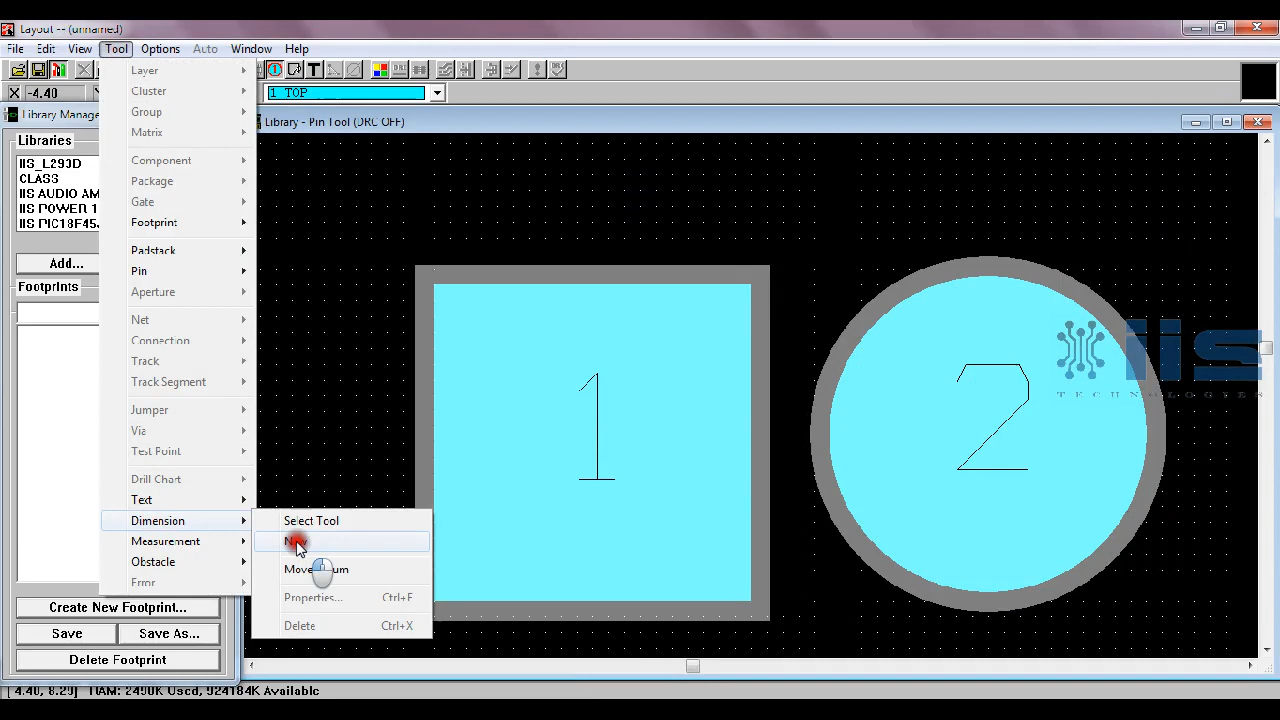 Layout -- (unnamed)
File Edit View Tool Options Auto Window Help
X -4.40
1 TOP
Library Manage
Library - Pin Tool (DRC OFF)
Libraries
IIS_L293D
CLASS
IIS AUDIO AM
IIS POWER 1
IIS PIC18F45
Add...
Footprints
Create New Footprint...
Save Save As...
Delete Footprint
Layer
Cluster
Group
Matrix
Component
Package
Gate
Footprint
Padstack
Pin
Aperture
Net
Connection
Track
Track Segment
Jumper
Via
Test Point
Drill Chart
Text
Dimension
Measurement
Obstacle
Error
Select Tool
Properties... Ctrl+E
Delete Ctrl+X
1
2
iis
TECHNOLOGIES
[ 4.40, 8.29] TIAM: 2490K Used, 924184K Available